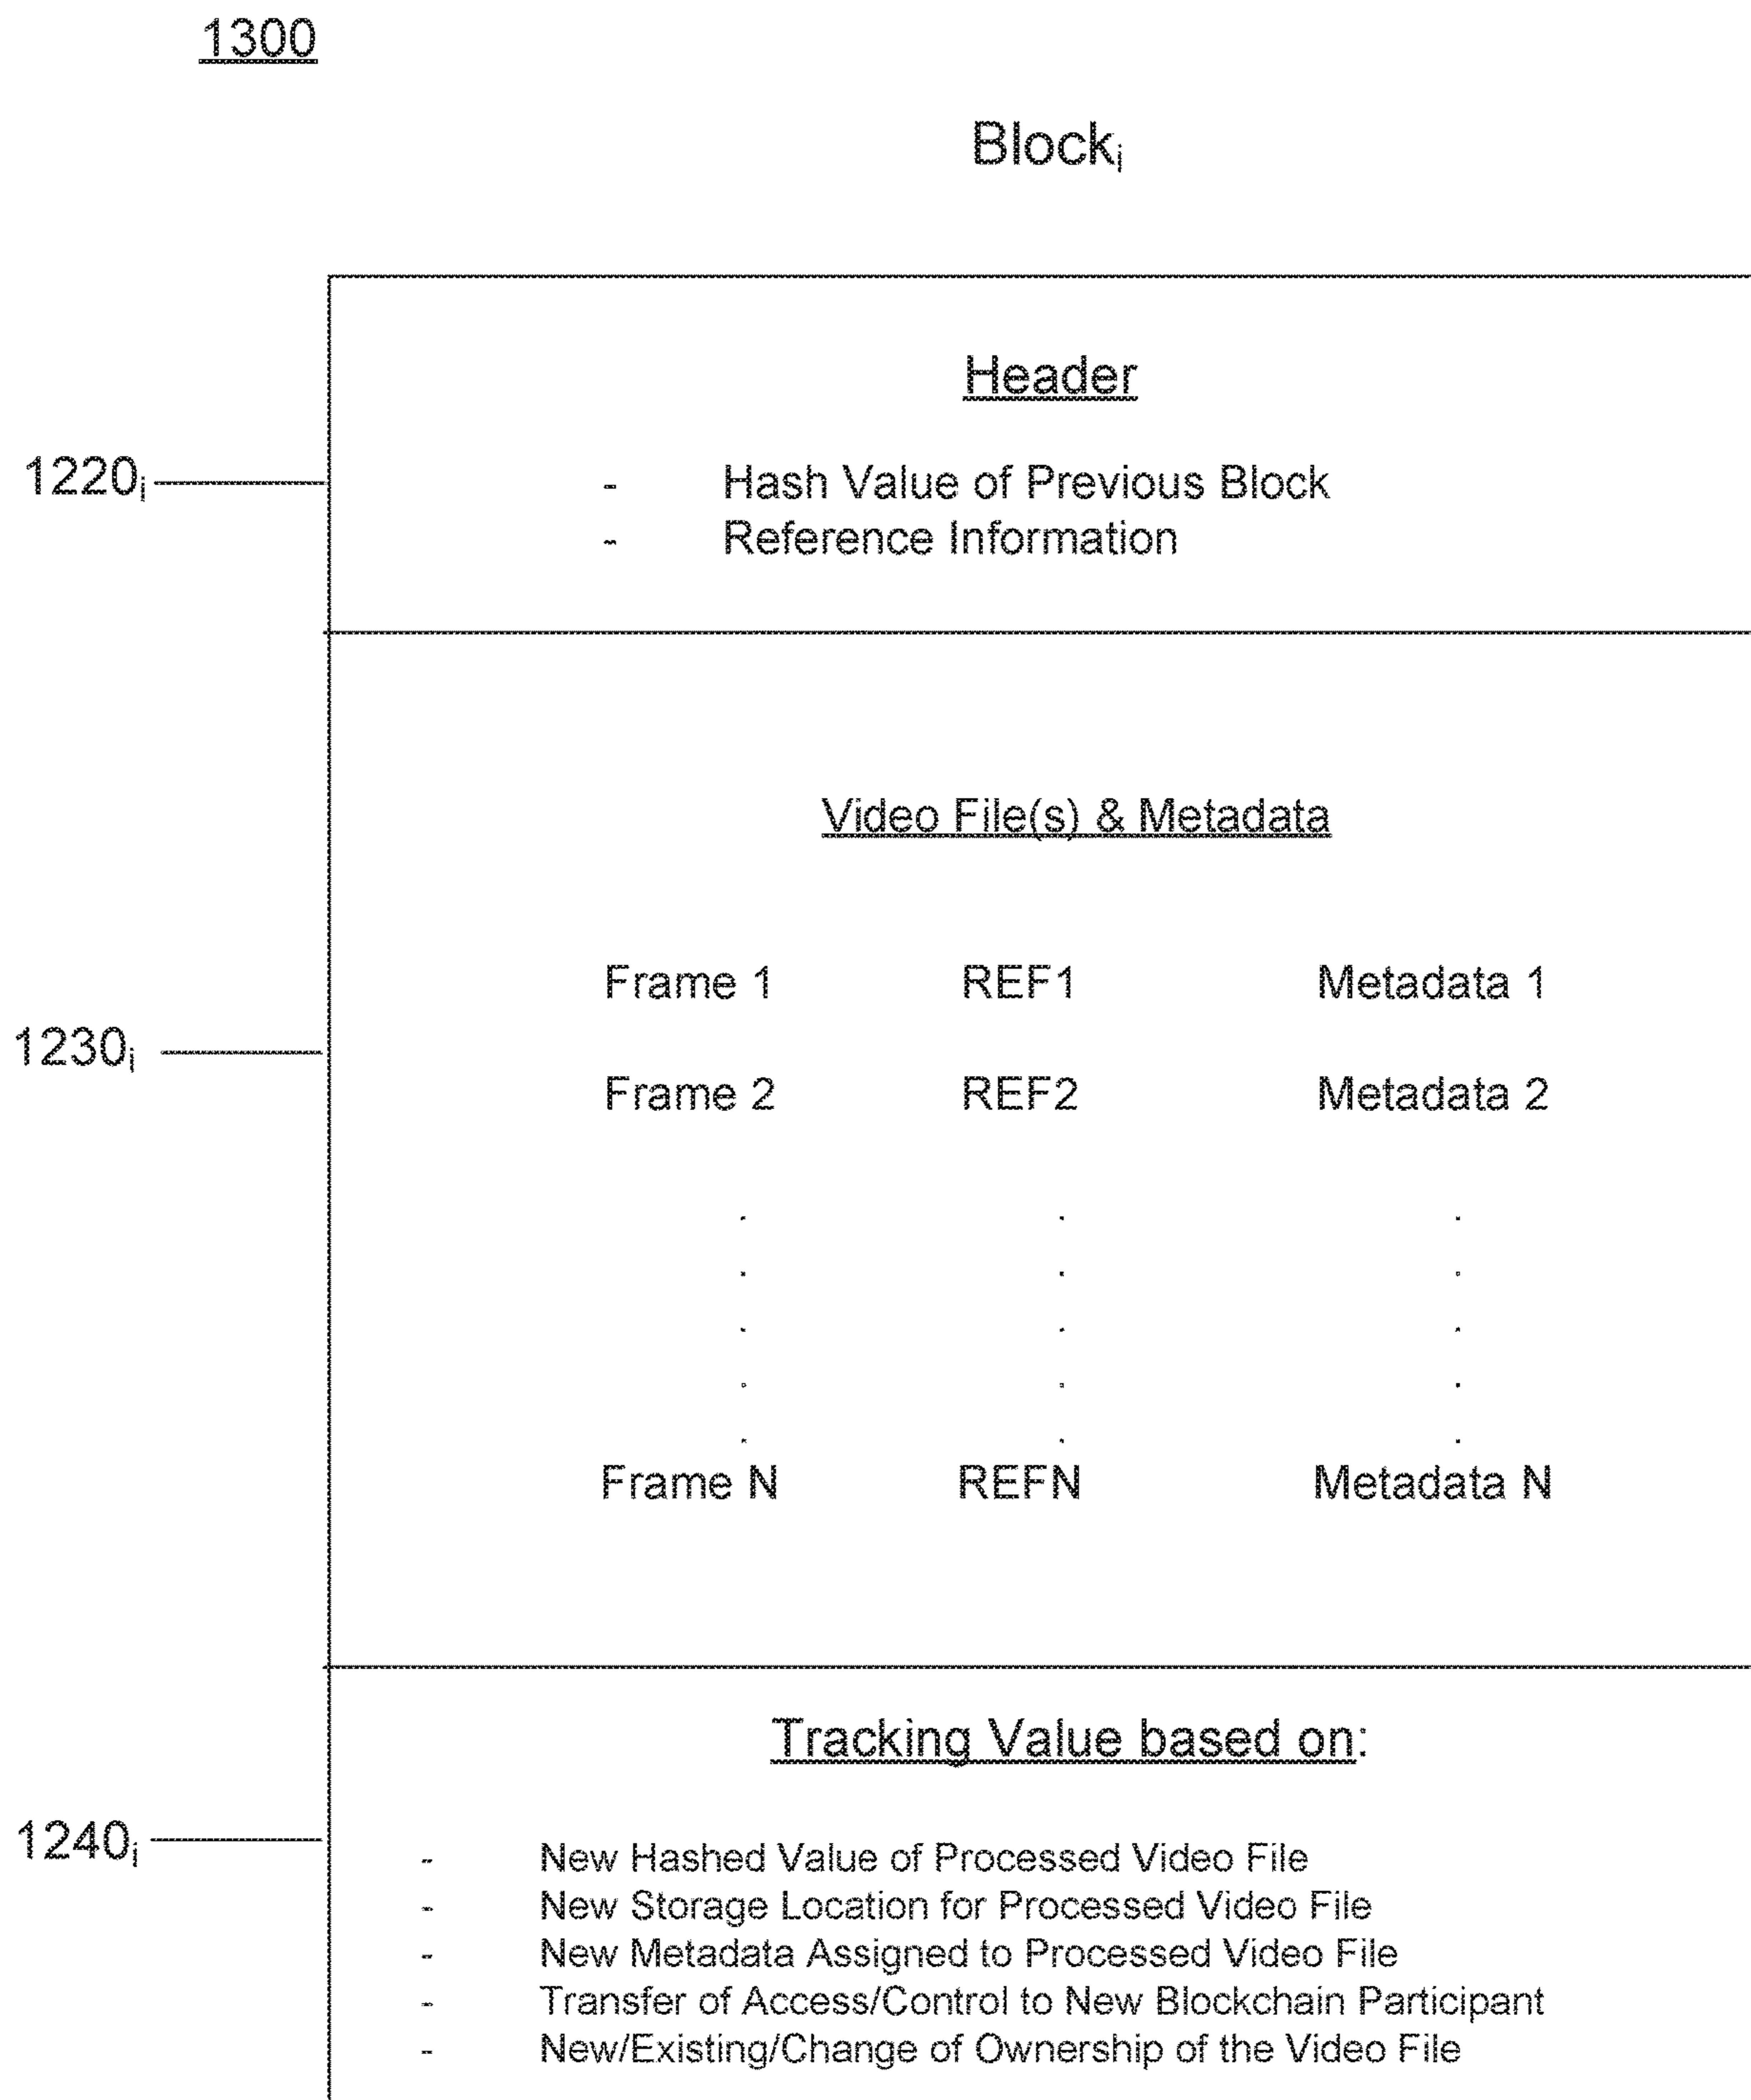 1300
Blockᵢ
Header
1220ᵢ
- Hash Value of Previous Block
- Reference Information
Video File(s) & Metadata
Frame 1 REF1 Metadata 1
1230ᵢ
Frame 2 REF2 Metadata 2
. . .
. . .
. . .
. . .
. . .
Frame N REFN Metadata N
Tracking Value based on:
1240ᵢ
- New Hashed Value of Processed Video File
- New Storage Location for Processed Video File
- New Metadata Assigned to Processed Video File
- Transfer of Access/Control to New Blockchain Participant
- New/Existing/Change of Ownership of the Video File